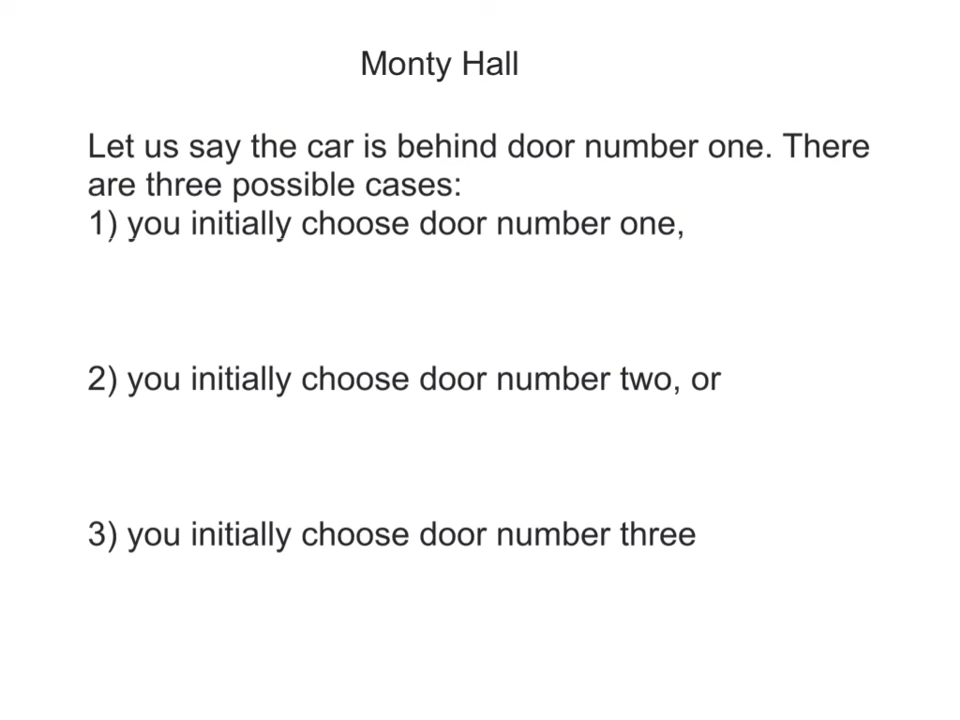 Monty Hall
Let us say the car is behind door number one. There
are three possible cases:
1) you initially choose door number one,
2) you initially choose door number two, or
3) you initially choose door number three